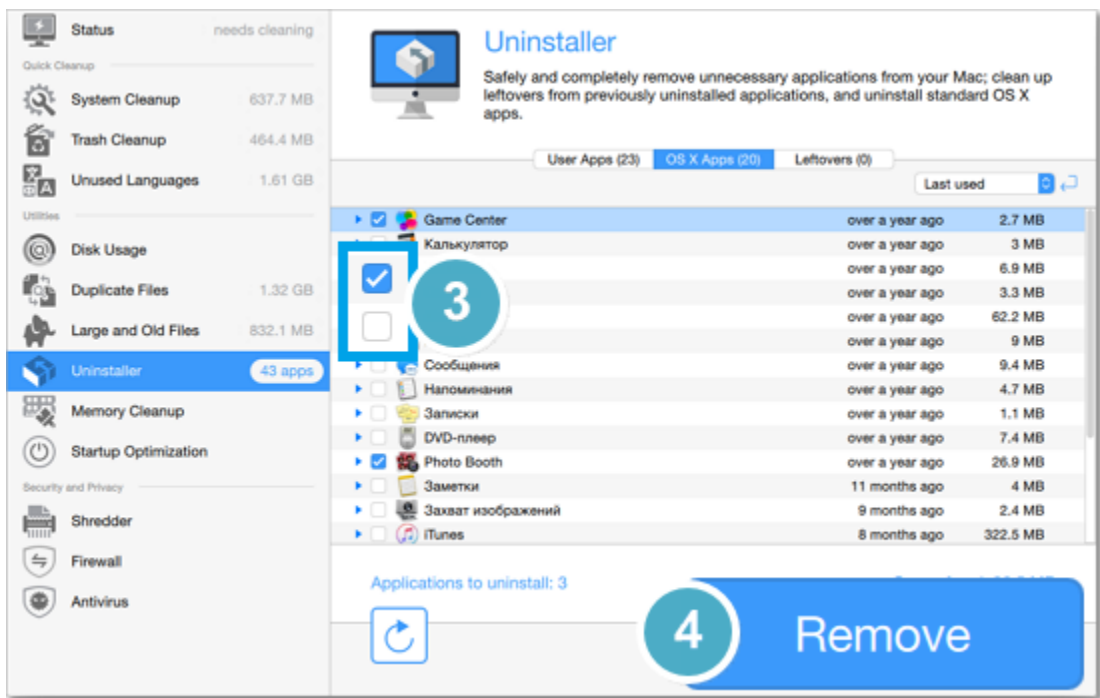 Status needs cleaning
Quick Cleanup
System Cleanup 637.7 MB
Trash Cleanup 464.4 MB
Unused Languages 1.61 GB
Utilities
Disk Usage
Duplicate Files 1.32 GB
Large and Old Files 832.1 MB
Uninstaller 43 apps
Memory Cleanup
Startup Optimization
Security and Privacy
Shredder
Firewall
Antivirus
Uninstaller
Safely and completely remove unnecessary applications from your Mac; clean up
leftovers from previously uninstalled applications, and uninstall standard OS X
apps.
User Apps (23) OS X Apps (20) Leftovers (0)
Last used
Game Center over a year ago 2.7 MB
Калькулятор over a year ago 3 MB
over a year ago 6.9 MB
over a year ago 3.3 MB
over a year ago 62.2 MB
over a year ago 9 MB
Сообщения over a year ago 9.4 MB
Напоминания over a year ago 4.7 MB
Записки over a year ago 1.1 MB
DVD-плеер over a year ago 7.4 MB
Photo Booth over a year ago 26.9 MB
Заметки 11 months ago 4 MB
Захват изображений 9 months ago 2.4 MB
iTunes 8 months ago 322.5 MB
3
Applications to uninstall: 3
4
Remove